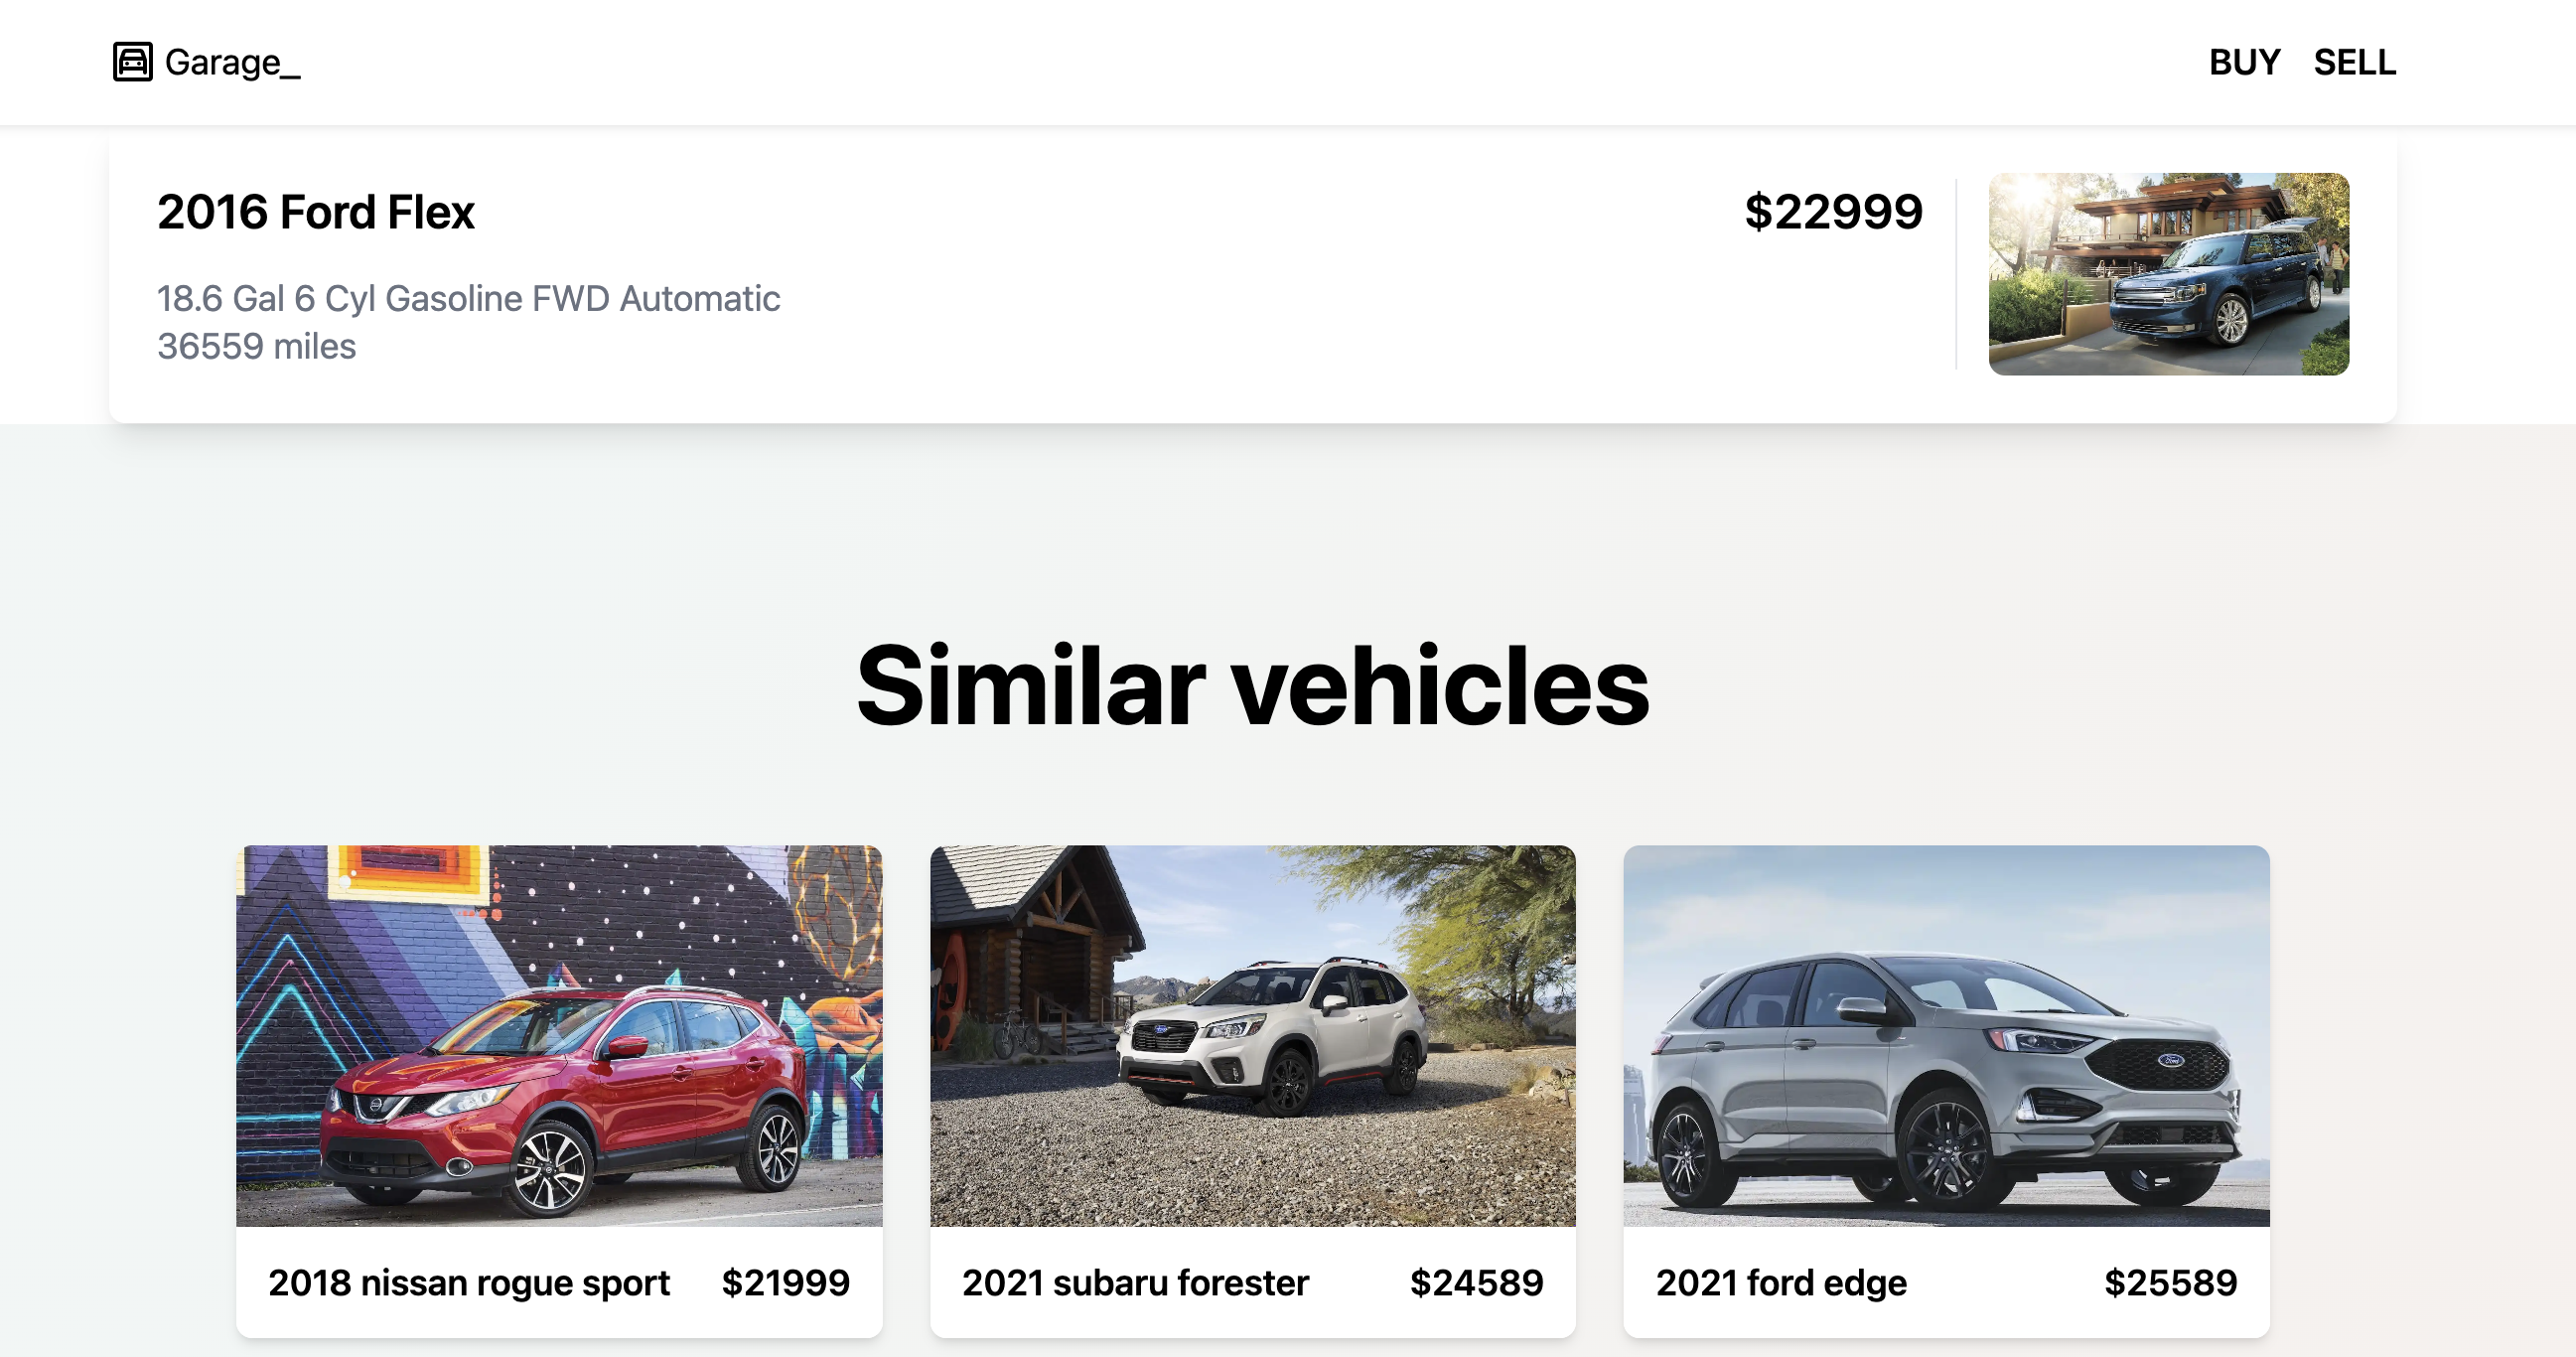 Garage_
BUY SELL
2016 Ford Flex
$22999
18.6 Gal 6 Cyl Gasoline FWD Automatic
36559 miles
Similar vehicles
2018 nissan rogue sport $21999
2021 subaru forester $24589
2021 ford edge $25589